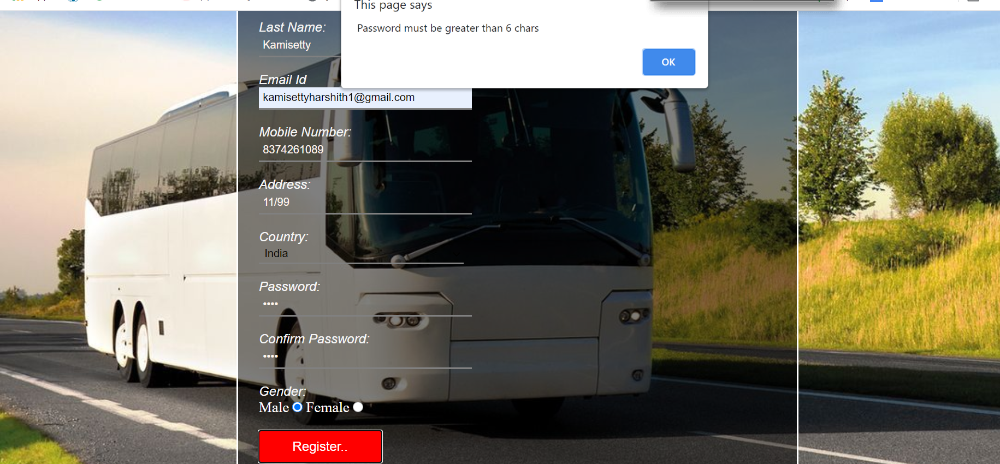 This page says
Password must be greater than 6 chars
OK
Last Name:
Kamisetty
Email Id
kamisettyharshith1@gmail.com
Mobile Number:
8374261089
Address:
11/99
Country:
India
Password:
••••
Confirm Password:
••••
Gender:
Male Female
Register..